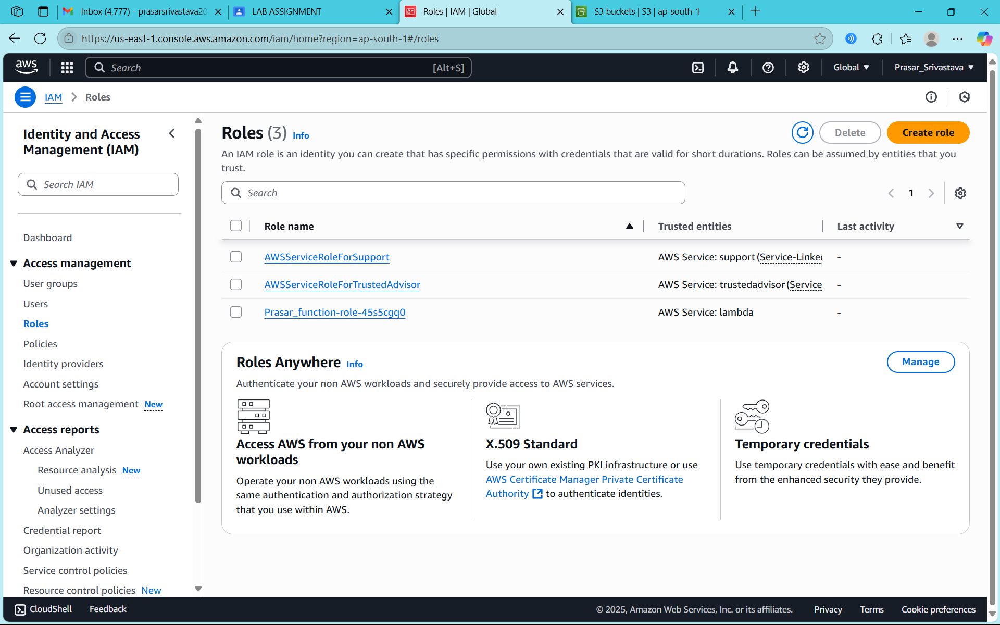 Inbox (4,777) - prasarsrivastava20
LAB ASSIGNMENT
Roles | IAM | Global
S3 buckets | S3 | ap-south-1
https://us-east-1.console.aws.amazon.com/iam/home?region=ap-south-1#/roles
aws
Search
[Alt+S]
Global
Prasar_Srivastava
IAM
Roles
Identity and Access
Management (IAM)
Search IAM
Dashboard
Access management
User groups
Users
Roles
Policies
Identity providers
Account settings
Root access management New
Access reports
Access Analyzer
Resource analysis New
Unused access
Analyzer settings
Credential report
Organization activity
Service control policies
Resource control policies New
Roles (3) Info
Delete
Create role
An IAM role is an identity you can create that has specific permissions with credentials that are valid for short durations. Roles can be assumed by entities that you
trust.
Search
1
Role name
Trusted entities
Last activity
AWSServiceRoleForSupport
AWS Service: support (Service-Linked
-
AWSServiceRoleForTrustedAdvisor
AWS Service: trustedadvisor (Service
-
Prasar_function-role-45s5cgq0
AWS Service: lambda
-
Roles Anywhere Info
Manage
Authenticate your non AWS workloads and securely provide access to AWS services.
Access AWS from your non AWS
workloads
Operate your non AWS workloads using the
same authentication and authorization strategy
that you use within AWS.
X.509 Standard
Use your own existing PKI infrastructure or use
AWS Certificate Manager Private Certificate
Authority to authenticate identities.
Temporary credentials
Use temporary credentials with ease and benefit
from the enhanced security they provide.
CloudShell
Feedback
© 2025, Amazon Web Services, Inc. or its affiliates.
Privacy
Terms
Cookie preferences